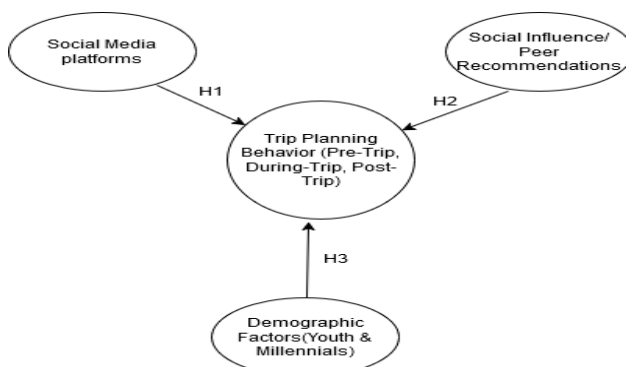 Social Media
platforms
Social Influence/
Peer
Recommendations
H1
H2
Trip Planning
Behavior (Pre-Trip,
During-Trip, Post-
Trip)
H3
Demographic
Factors(Youth &
Millennials)